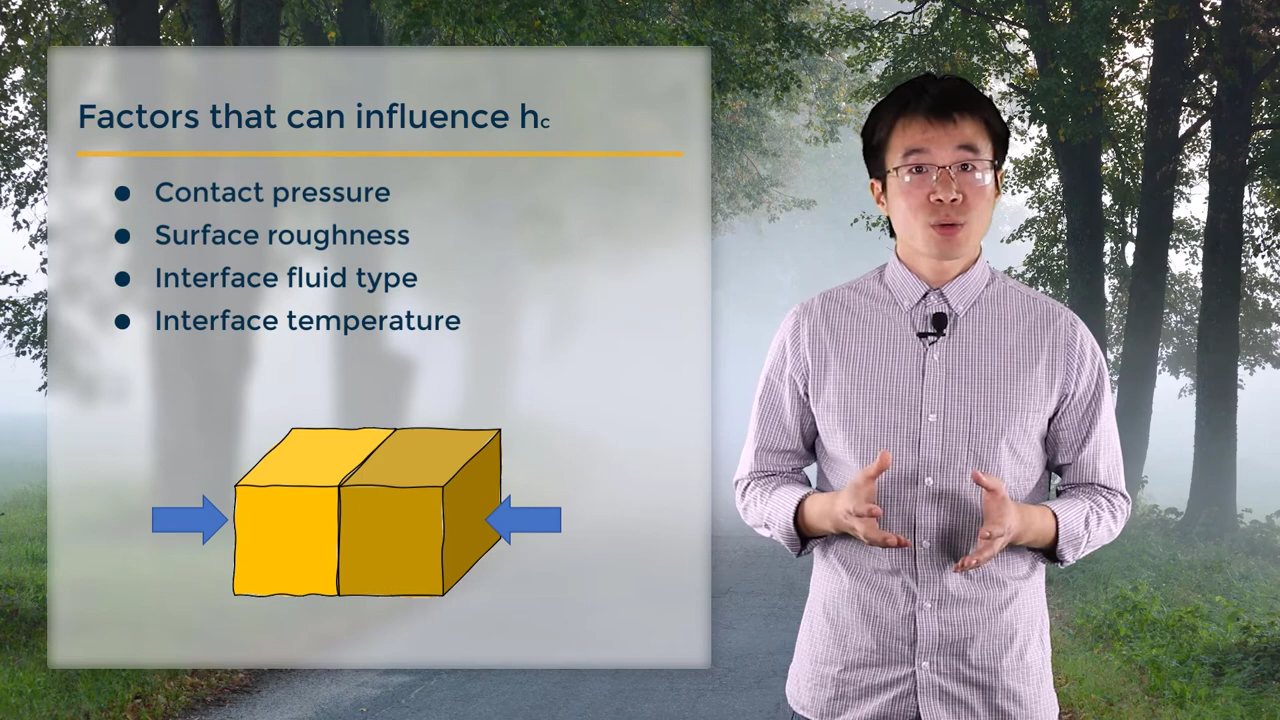 Factors that can influence hc
● Contact pressure
● Surface roughness
● Interface fluid type
● Interface temperature